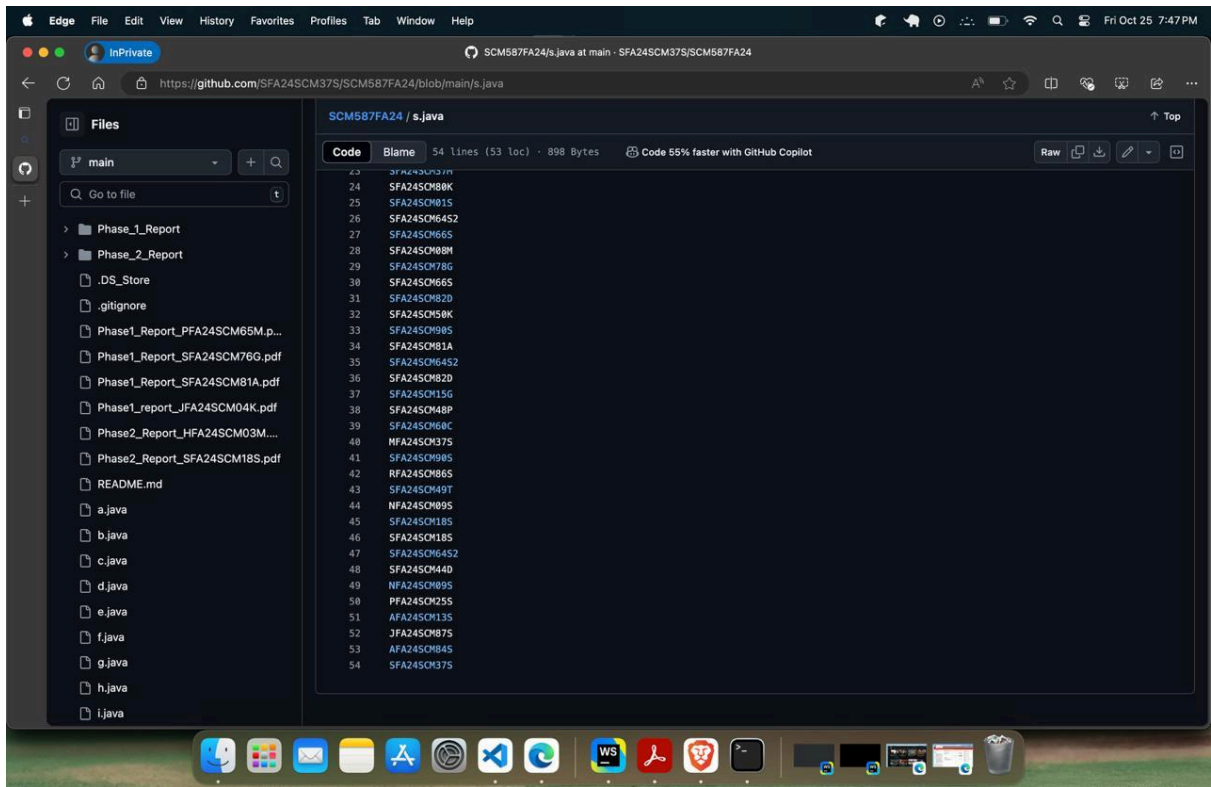 Edge File Edit View History Favorites Profiles Tab Window Help Fri Oct 25 7:47 PM
InPrivate SCM587FA24/s.java at main · SFA24SCM37S/SCM587FA24
https://github.com/SFA24SCM37S/SCM587FA24/blob/main/s.java
Files
main
Go to file t
Phase_1_Report
Phase_2_Report
.DS_Store
.gitignore
Phase1_Report_PFA24SCM65M.p...
Phase1_Report_SFA24SCM76G.pdf
Phase1_Report_SFA24SCM81A.pdf
Phase1_report_JFA24SCM04K.pdf
Phase2_Report_HFA24SCM03M....
Phase2_Report_SFA24SCM18S.pdf
README.md
a.java
b.java
c.java
d.java
e.java
f.java
g.java
h.java
i.java
SCM587FA24 / s.java Top
Code Blame 54 lines (53 loc) · 898 Bytes Code 55% faster with GitHub Copilot Raw
23 SFA24SCM37M
24 SFA24SCM80K
25 SFA24SCM01S
26 SFA24SCM64S2
27 SFA24SCM66S
28 SFA24SCM08M
29 SFA24SCM78G
30 SFA24SCM66S
31 SFA24SCM82D
32 SFA24SCM50K
33 SFA24SCM90S
34 SFA24SCM81A
35 SFA24SCM64S2
36 SFA24SCM82D
37 SFA24SCM15G
38 SFA24SCM48P
39 SFA24SCM60C
40 MFA24SCM37S
41 SFA24SCM90S
42 RFA24SCM86S
43 SFA24SCM49T
44 NFA24SCM09S
45 SFA24SCM18S
46 SFA24SCM18S
47 SFA24SCM64S2
48 SFA24SCM44D
49 NFA24SCM09S
50 PFA24SCM25S
51 AFA24SCM13S
52 JFA24SCM87S
53 AFA24SCM84S
54 SFA24SCM37S
WS